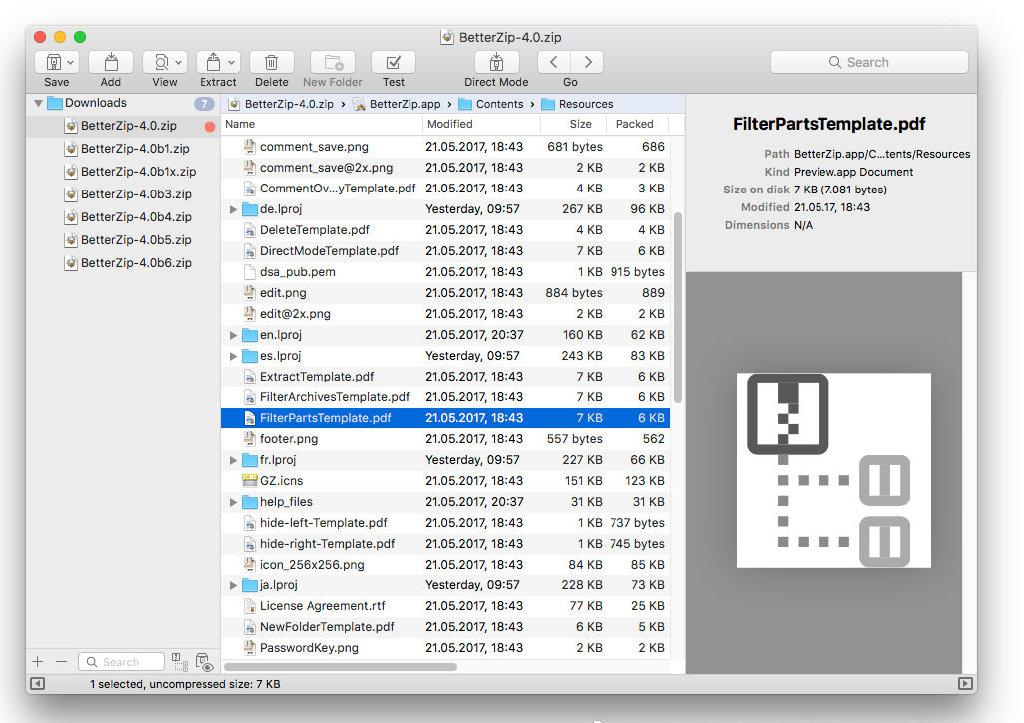 BetterZip-4.0.zip
Save Add View Extract Delete New Folder Test Direct Mode Go Search
Downloads 7
BetterZip-4.0.zip
BetterZip-4.0b1.zip
BetterZip-4.0b1x.zip
BetterZip-4.0b3.zip
BetterZip-4.0b4.zip
BetterZip-4.0b5.zip
BetterZip-4.0b6.zip
Search
BetterZip-4.0.zip › BetterZip.app › Contents › Resources
Name Modified Size Packed
comment_save.png 21.05.2017, 18:43 681 bytes 686
comment_save@2x.png 21.05.2017, 18:43 2 KB 2 KB
CommentOv...yTemplate.pdf 21.05.2017, 18:43 4 KB 3 KB
de.lproj Yesterday, 09:57 267 KB 96 KB
DeleteTemplate.pdf 21.05.2017, 18:43 4 KB 4 KB
DirectModeTemplate.pdf 21.05.2017, 18:43 7 KB 6 KB
dsa_pub.pem 21.05.2017, 18:43 1 KB 915 bytes
edit.png 21.05.2017, 18:43 884 bytes 889
edit@2x.png 21.05.2017, 18:43 2 KB 2 KB
en.lproj 21.05.2017, 20:37 160 KB 62 KB
es.lproj Yesterday, 09:57 243 KB 83 KB
ExtractTemplate.pdf 21.05.2017, 18:43 7 KB 6 KB
FilterArchivesTemplate.pdf 21.05.2017, 18:43 7 KB 6 KB
FilterPartsTemplate.pdf 21.05.2017, 18:43 7 KB 6 KB
footer.png 21.05.2017, 18:43 557 bytes 562
fr.lproj Yesterday, 09:57 227 KB 66 KB
GZ.icns 21.05.2017, 18:43 151 KB 123 KB
help_files 21.05.2017, 20:37 31 KB 31 KB
hide-left-Template.pdf 21.05.2017, 18:43 1 KB 737 bytes
hide-right-Template.pdf 21.05.2017, 18:43 1 KB 745 bytes
icon_256x256.png 21.05.2017, 18:43 84 KB 85 KB
ja.lproj Yesterday, 09:57 228 KB 73 KB
License Agreement.rtf 21.05.2017, 18:43 77 KB 25 KB
NewFolderTemplate.pdf 21.05.2017, 18:43 6 KB 5 KB
PasswordKey.png 21.05.2017, 18:43 2 KB 2 KB
FilterPartsTemplate.pdf
Path BetterZip.app/C...tents/Resources
Kind Preview.app Document
Size on disk 7 KB (7.081 bytes)
Modified 21.05.17, 18:43
Dimensions N/A
1 selected, uncompressed size: 7 KB